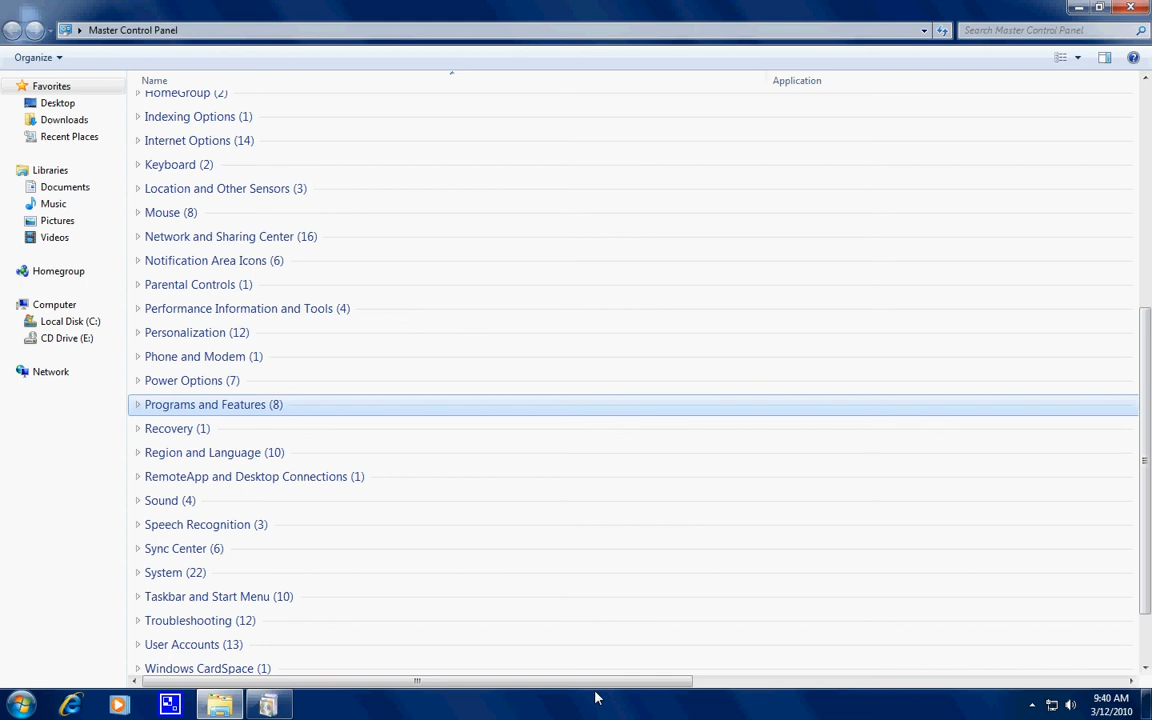 Master Control Panel
Search Master Control Panel
Organize
Name
Application
Favorites
Desktop
Downloads
Recent Places
Libraries
Documents
Music
Pictures
Videos
Homegroup
Computer
Local Disk (C:)
CD Drive (E:)
Network
HomeGroup (2)
Indexing Options (1)
Internet Options (14)
Keyboard (2)
Location and Other Sensors (3)
Mouse (8)
Network and Sharing Center (16)
Notification Area Icons (6)
Parental Controls (1)
Performance Information and Tools (4)
Personalization (12)
Phone and Modem (1)
Power Options (7)
Programs and Features (8)
Recovery (1)
Region and Language (10)
RemoteApp and Desktop Connections (1)
Sound (4)
Speech Recognition (3)
Sync Center (6)
System (22)
Taskbar and Start Menu (10)
Troubleshooting (12)
User Accounts (13)
Windows CardSpace (1)
9:40 AM
3/12/2010